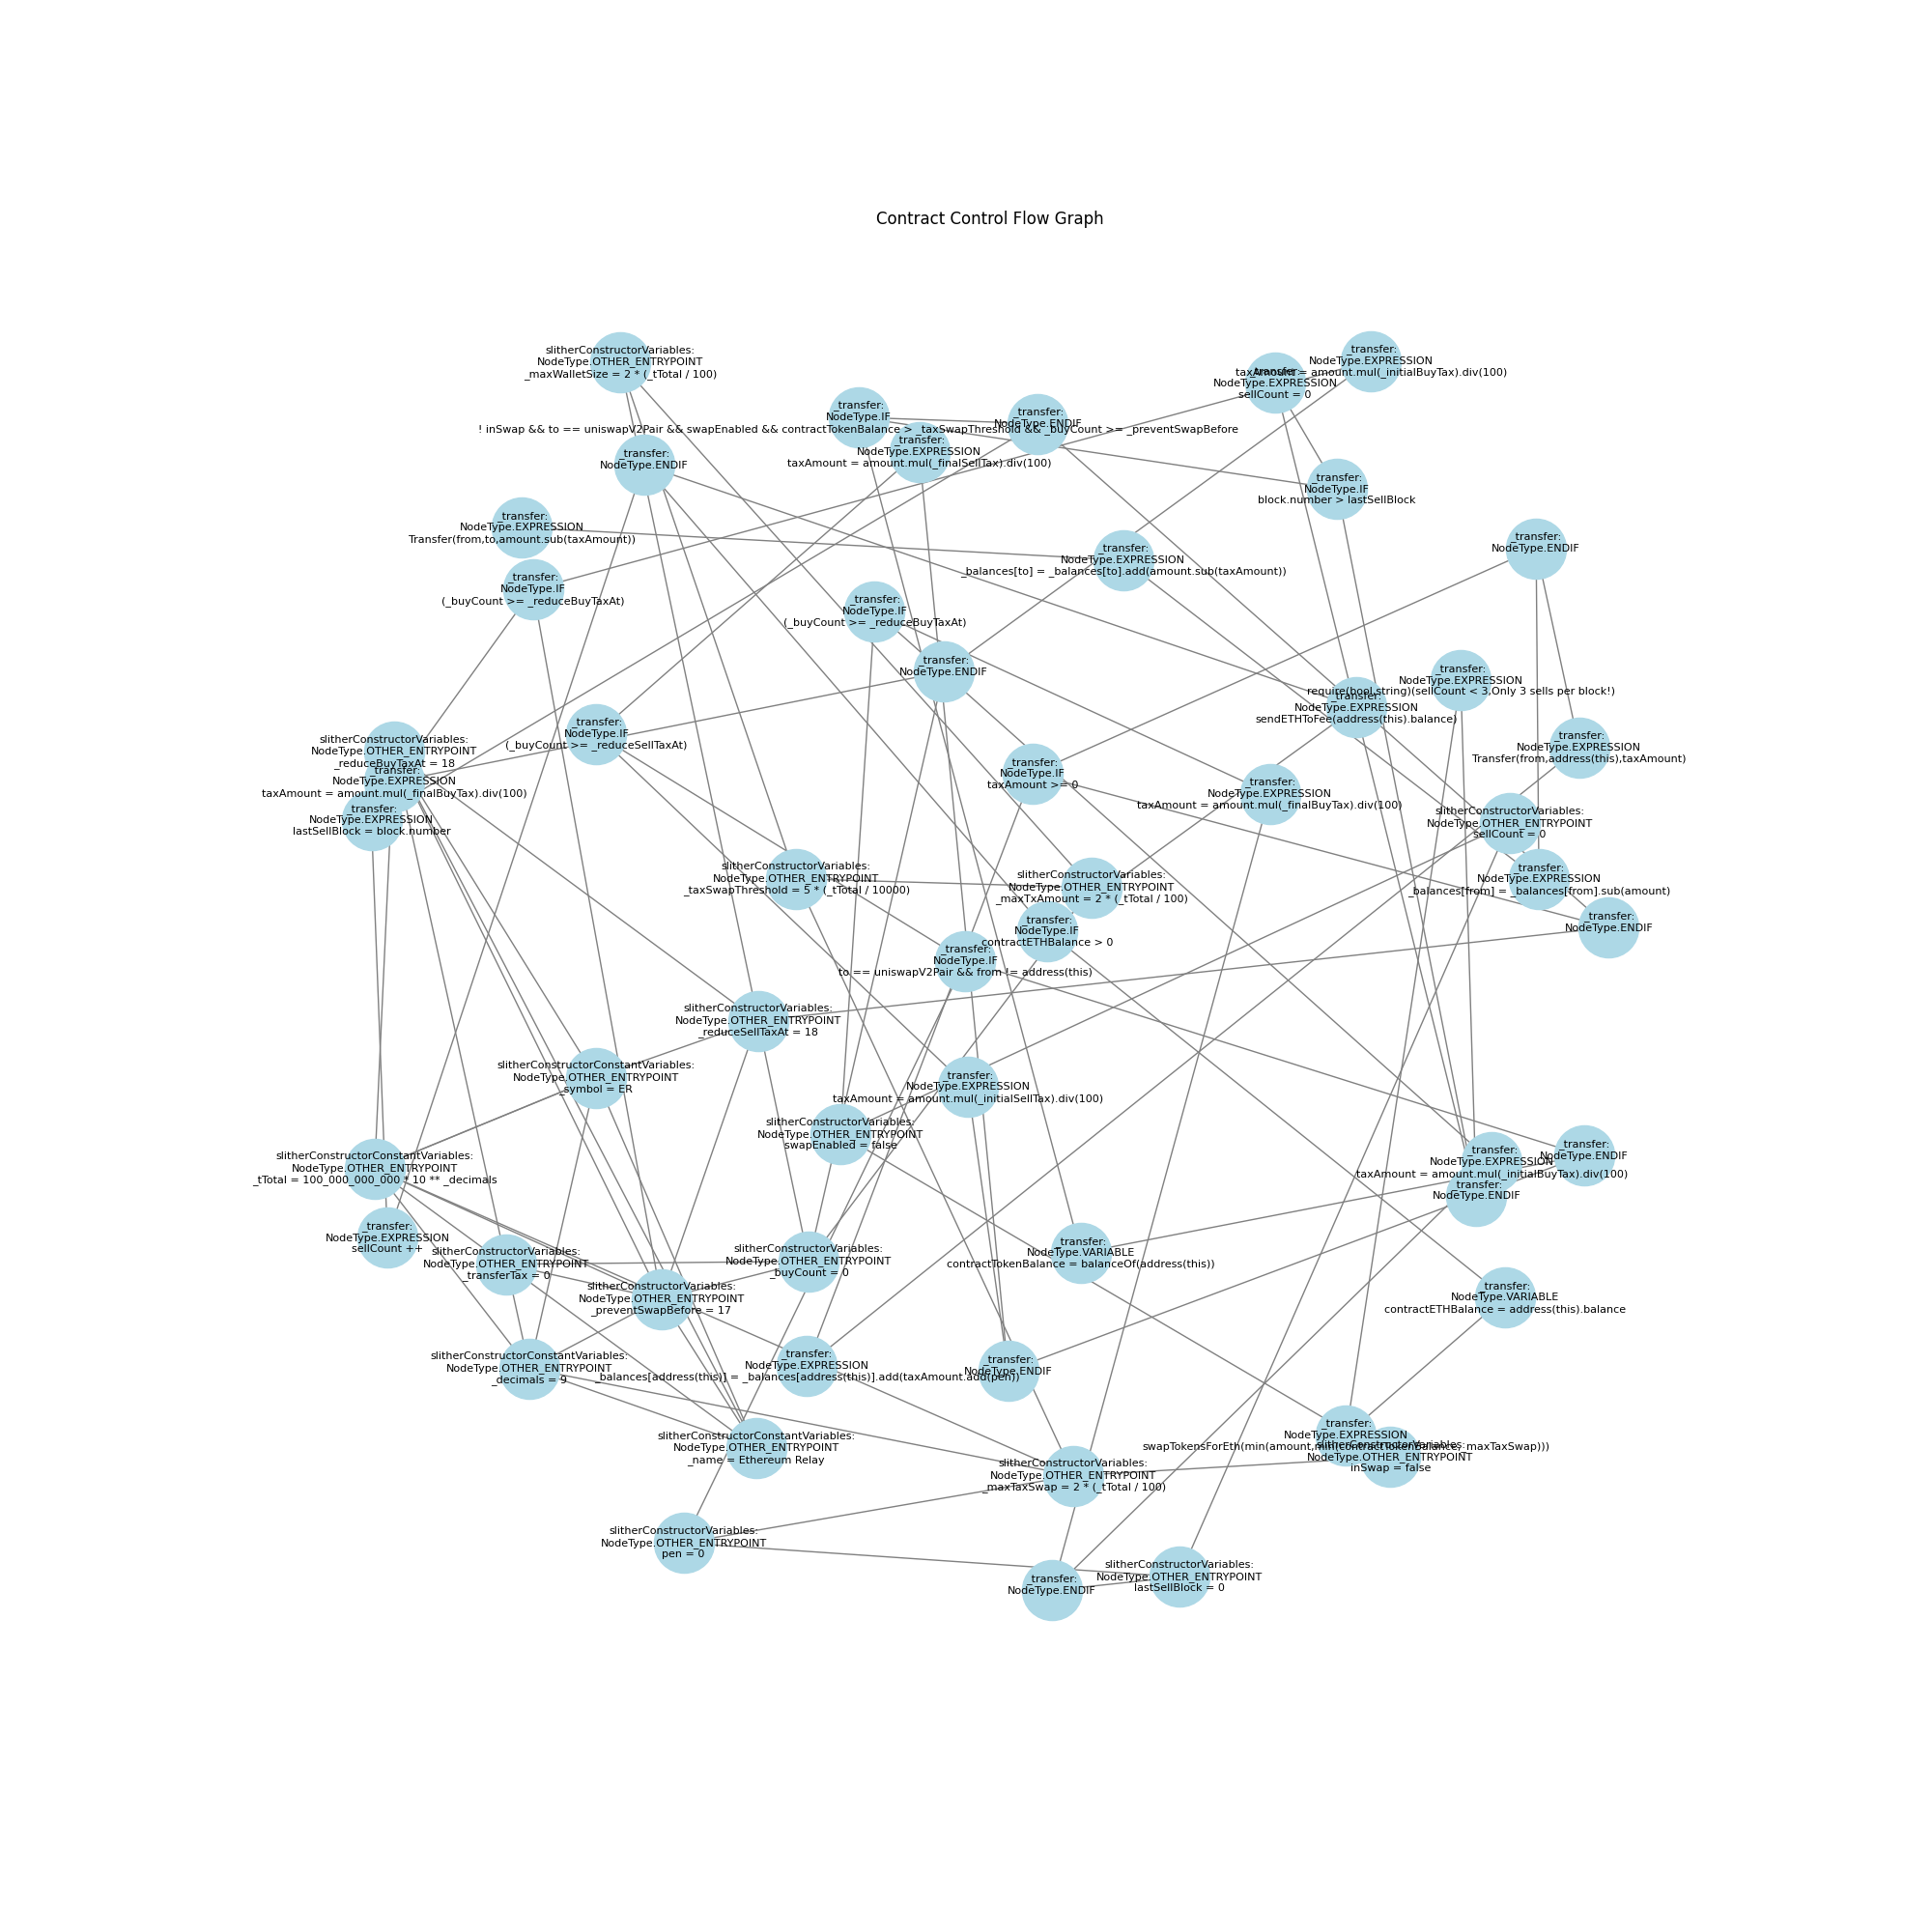 Contract Control Flow Graph
slitherConstructorVariables:
NodeType.OTHER_ENTRYPOINT
_maxWalletSize = 2 * (_tTotal / 100)
_transfer:
NodeType.EXPRESSION
taxAmount = amount.mul(_initialBuyTax).div(100)
_transfer:
NodeType.EXPRESSION
sellCount = 0
_transfer:
NodeType.IF
! inSwap && to == uniswapV2Pair && swapEnabled && contractTokenBalance > _taxSwapThreshold && _buyCount >= _preventSwapBefore
_transfer:
NodeType.ENDIF
_transfer:
NodeType.EXPRESSION
taxAmount = amount.mul(_finalSellTax).div(100)
_transfer:
NodeType.ENDIF
_transfer:
NodeType.IF
block.number > lastSellBlock
_transfer:
NodeType.EXPRESSION
Transfer(from,to,amount.sub(taxAmount))
_transfer:
NodeType.ENDIF
_transfer:
NodeType.EXPRESSION
_balances[to] = _balances[to].add(amount.sub(taxAmount))
_transfer:
NodeType.IF
(_buyCount >= _reduceBuyTaxAt)
_transfer:
NodeType.IF
(_buyCount >= _reduceBuyTaxAt)
_transfer:
NodeType.ENDIF
_transfer:
NodeType.EXPRESSION
require(bool,string)(sellCount < 3,Only 3 sells per block!)
_transfer:
NodeType.EXPRESSION
sendETHToFee(address(this).balance)
_transfer:
NodeType.IF
(_buyCount >= _reduceSellTaxAt)
slitherConstructorVariables:
NodeType.OTHER_ENTRYPOINT
_reduceBuyTaxAt = 18
_transfer:
NodeType.EXPRESSION
Transfer(from,address(this),taxAmount)
_transfer:
NodeType.EXPRESSION
taxAmount = amount.mul(_finalBuyTax).div(100)
_transfer:
NodeType.IF
taxAmount >= 0
_transfer:
NodeType.EXPRESSION
taxAmount = amount.mul(_finalBuyTax).div(100)
_transfer:
NodeType.EXPRESSION
lastSellBlock = block.number
slitherConstructorVariables:
NodeType.OTHER_ENTRYPOINT
sellCount = 0
slitherConstructorVariables:
NodeType.OTHER_ENTRYPOINT
_taxSwapThreshold = 5 * (_tTotal / 10000)
slitherConstructorVariables:
NodeType.OTHER_ENTRYPOINT
_maxTxAmount = 2 * (_tTotal / 100)
_transfer:
NodeType.EXPRESSION
_balances[from] = _balances[from].sub(amount)
_transfer:
NodeType.IF
contractETHBalance > 0
_transfer:
NodeType.ENDIF
_transfer:
NodeType.IF
to == uniswapV2Pair && from != address(this)
slitherConstructorVariables:
NodeType.OTHER_ENTRYPOINT
_reduceSellTaxAt = 18
slitherConstructorConstantVariables:
NodeType.OTHER_ENTRYPOINT
_symbol = ER
_transfer:
NodeType.EXPRESSION
taxAmount = amount.mul(_initialSellTax).div(100)
slitherConstructorVariables:
NodeType.OTHER_ENTRYPOINT
swapEnabled = false
slitherConstructorConstantVariables:
NodeType.OTHER_ENTRYPOINT
_tTotal = 100_000_000_000 * 10 ** _decimals
_transfer:
NodeType.EXPRESSION
taxAmount = amount.mul(_initialBuyTax).div(100)
_transfer:
NodeType.ENDIF
_transfer:
NodeType.ENDIF
_transfer:
NodeType.EXPRESSION
sellCount ++
_transfer:
NodeType.VARIABLE
contractTokenBalance = balanceOf(address(this))
slitherConstructorVariables:
NodeType.OTHER_ENTRYPOINT
_transferTax = 0
slitherConstructorVariables:
NodeType.OTHER_ENTRYPOINT
_buyCount = 0
slitherConstructorVariables:
NodeType.OTHER_ENTRYPOINT
_preventSwapBefore = 17
_transfer:
NodeType.VARIABLE
contractETHBalance = address(this).balance
slitherConstructorConstantVariables:
NodeType.OTHER_ENTRYPOINT
_decimals = 9
_transfer:
NodeType.EXPRESSION
_balances[address(this)] = _balances[address(this)].add(taxAmount.add(pen))
_transfer:
NodeType.ENDIF
slitherConstructorConstantVariables:
NodeType.OTHER_ENTRYPOINT
_name = Ethereum Relay
_transfer:
NodeType.EXPRESSION
swapTokensForEth(min(amount,min(contractTokenBalance,_maxTaxSwap)))
slitherConstructorVariables:
NodeType.OTHER_ENTRYPOINT
inSwap = false
slitherConstructorVariables:
NodeType.OTHER_ENTRYPOINT
_maxTaxSwap = 2 * (_tTotal / 100)
slitherConstructorVariables:
NodeType.OTHER_ENTRYPOINT
pen = 0
_transfer:
NodeType.ENDIF
slitherConstructorVariables:
NodeType.OTHER_ENTRYPOINT
lastSellBlock = 0